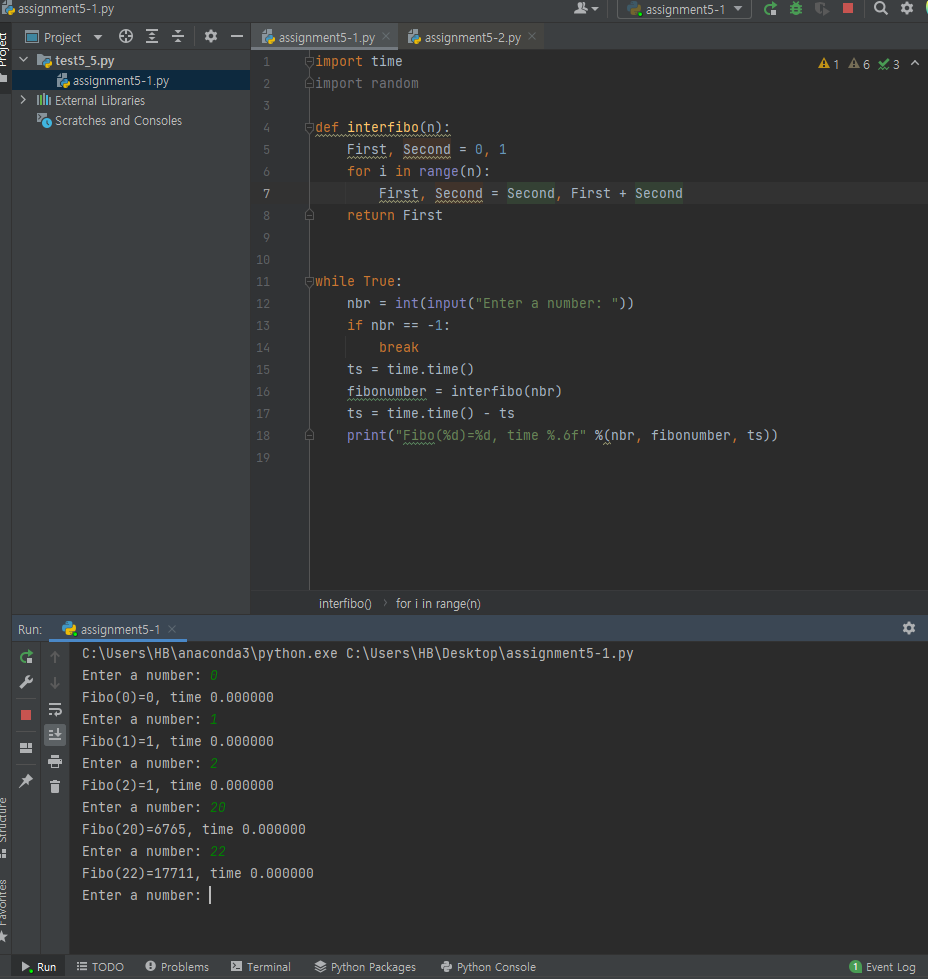 assignment5-1.py
assignment5-1
Project
Project
assignment5-1.py
assignment5-2.py
test5_5.py
assignment5-1.py
External Libraries
Scratches and Consoles
1 6 3
1 import time
2 import random
3
4 def interfibo(n):
5 First, Second = 0, 1
6 for i in range(n):
7 First, Second = Second, First + Second
8 return First
9
10
11 while True:
12 nbr = int(input("Enter a number: "))
13 if nbr == -1:
14 break
15 ts = time.time()
16 fibonumber = interfibo(nbr)
17 ts = time.time() - ts
18 print("Fibo(%d)=%d, time %.6f" %(nbr, fibonumber, ts))
19
interfibo() › for i in range(n)
Run: assignment5-1
C:\Users\HB\anaconda3\python.exe C:\Users\HB\Desktop\assignment5-1.py
Enter a number: 0
Fibo(0)=0, time 0.000000
Enter a number: 1
Fibo(1)=1, time 0.000000
Enter a number: 2
Fibo(2)=1, time 0.000000
Enter a number: 20
Fibo(20)=6765, time 0.000000
Enter a number: 22
Fibo(22)=17711, time 0.000000
Enter a number:
Structure
Favorites
Run TODO Problems Terminal Python Packages Python Console 1 Event Log